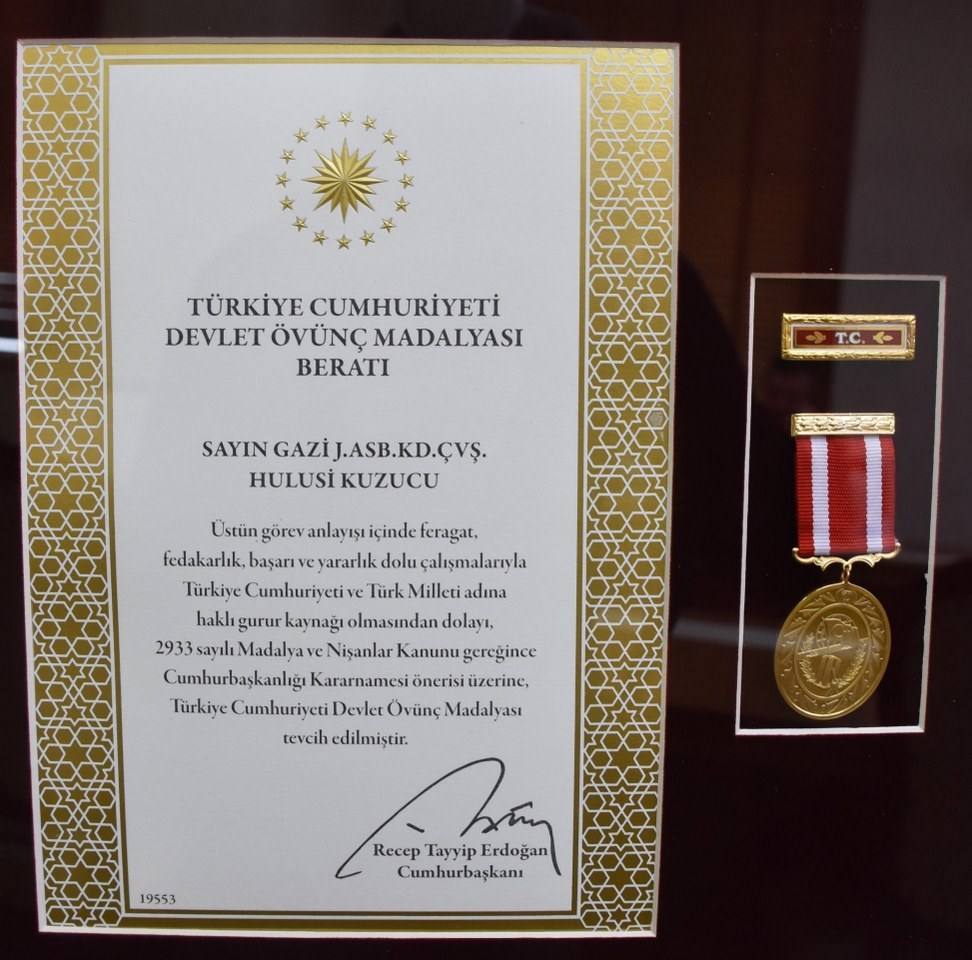 TÜRKİYE CUMHURİYETİ
DEVLET ÖVÜNÇ MADALYASI
BERATI
SAYIN GAZİ J.ASB.KD.ÇVŞ.
HULUSİ KUZUCU
Üstün görev anlayışı içinde feragat,
fedakarlık, başarı ve yararlık dolu çalışmalarıyla
Türkiye Cumhuriyeti ve Türk Milleti adına
haklı gurur kaynağı olmasından dolayı,
2933 sayılı Madalya ve Nişanlar Kanunu gereğince
Cumhurbaşkanlığı Kararnamesi önerisi üzerine,
Türkiye Cumhuriyeti Devlet Övünç Madalyası
tevcih edilmiştir.
Recep Tayyip Erdoğan
Cumhurbaşkanı
19553
T.C.